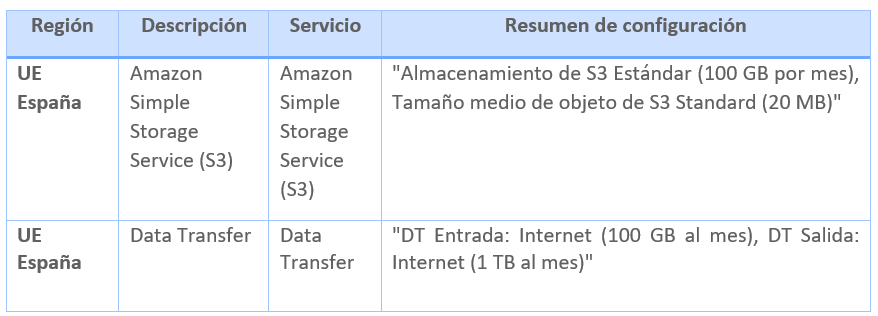 Región Descripción Servicio Resumen de configuración
UE España
Amazon Simple Storage Service (S3)
Amazon Simple Storage Service (S3)
"Almacenamiento de S3 Estándar (100 GB por mes),
Tamaño medio de objeto de S3 Standard (20 MB)"
UE España
Data Transfer
Data Transfer
"DT Entrada: Internet (100 GB al mes), DT Salida:
Internet (1 TB al mes)"